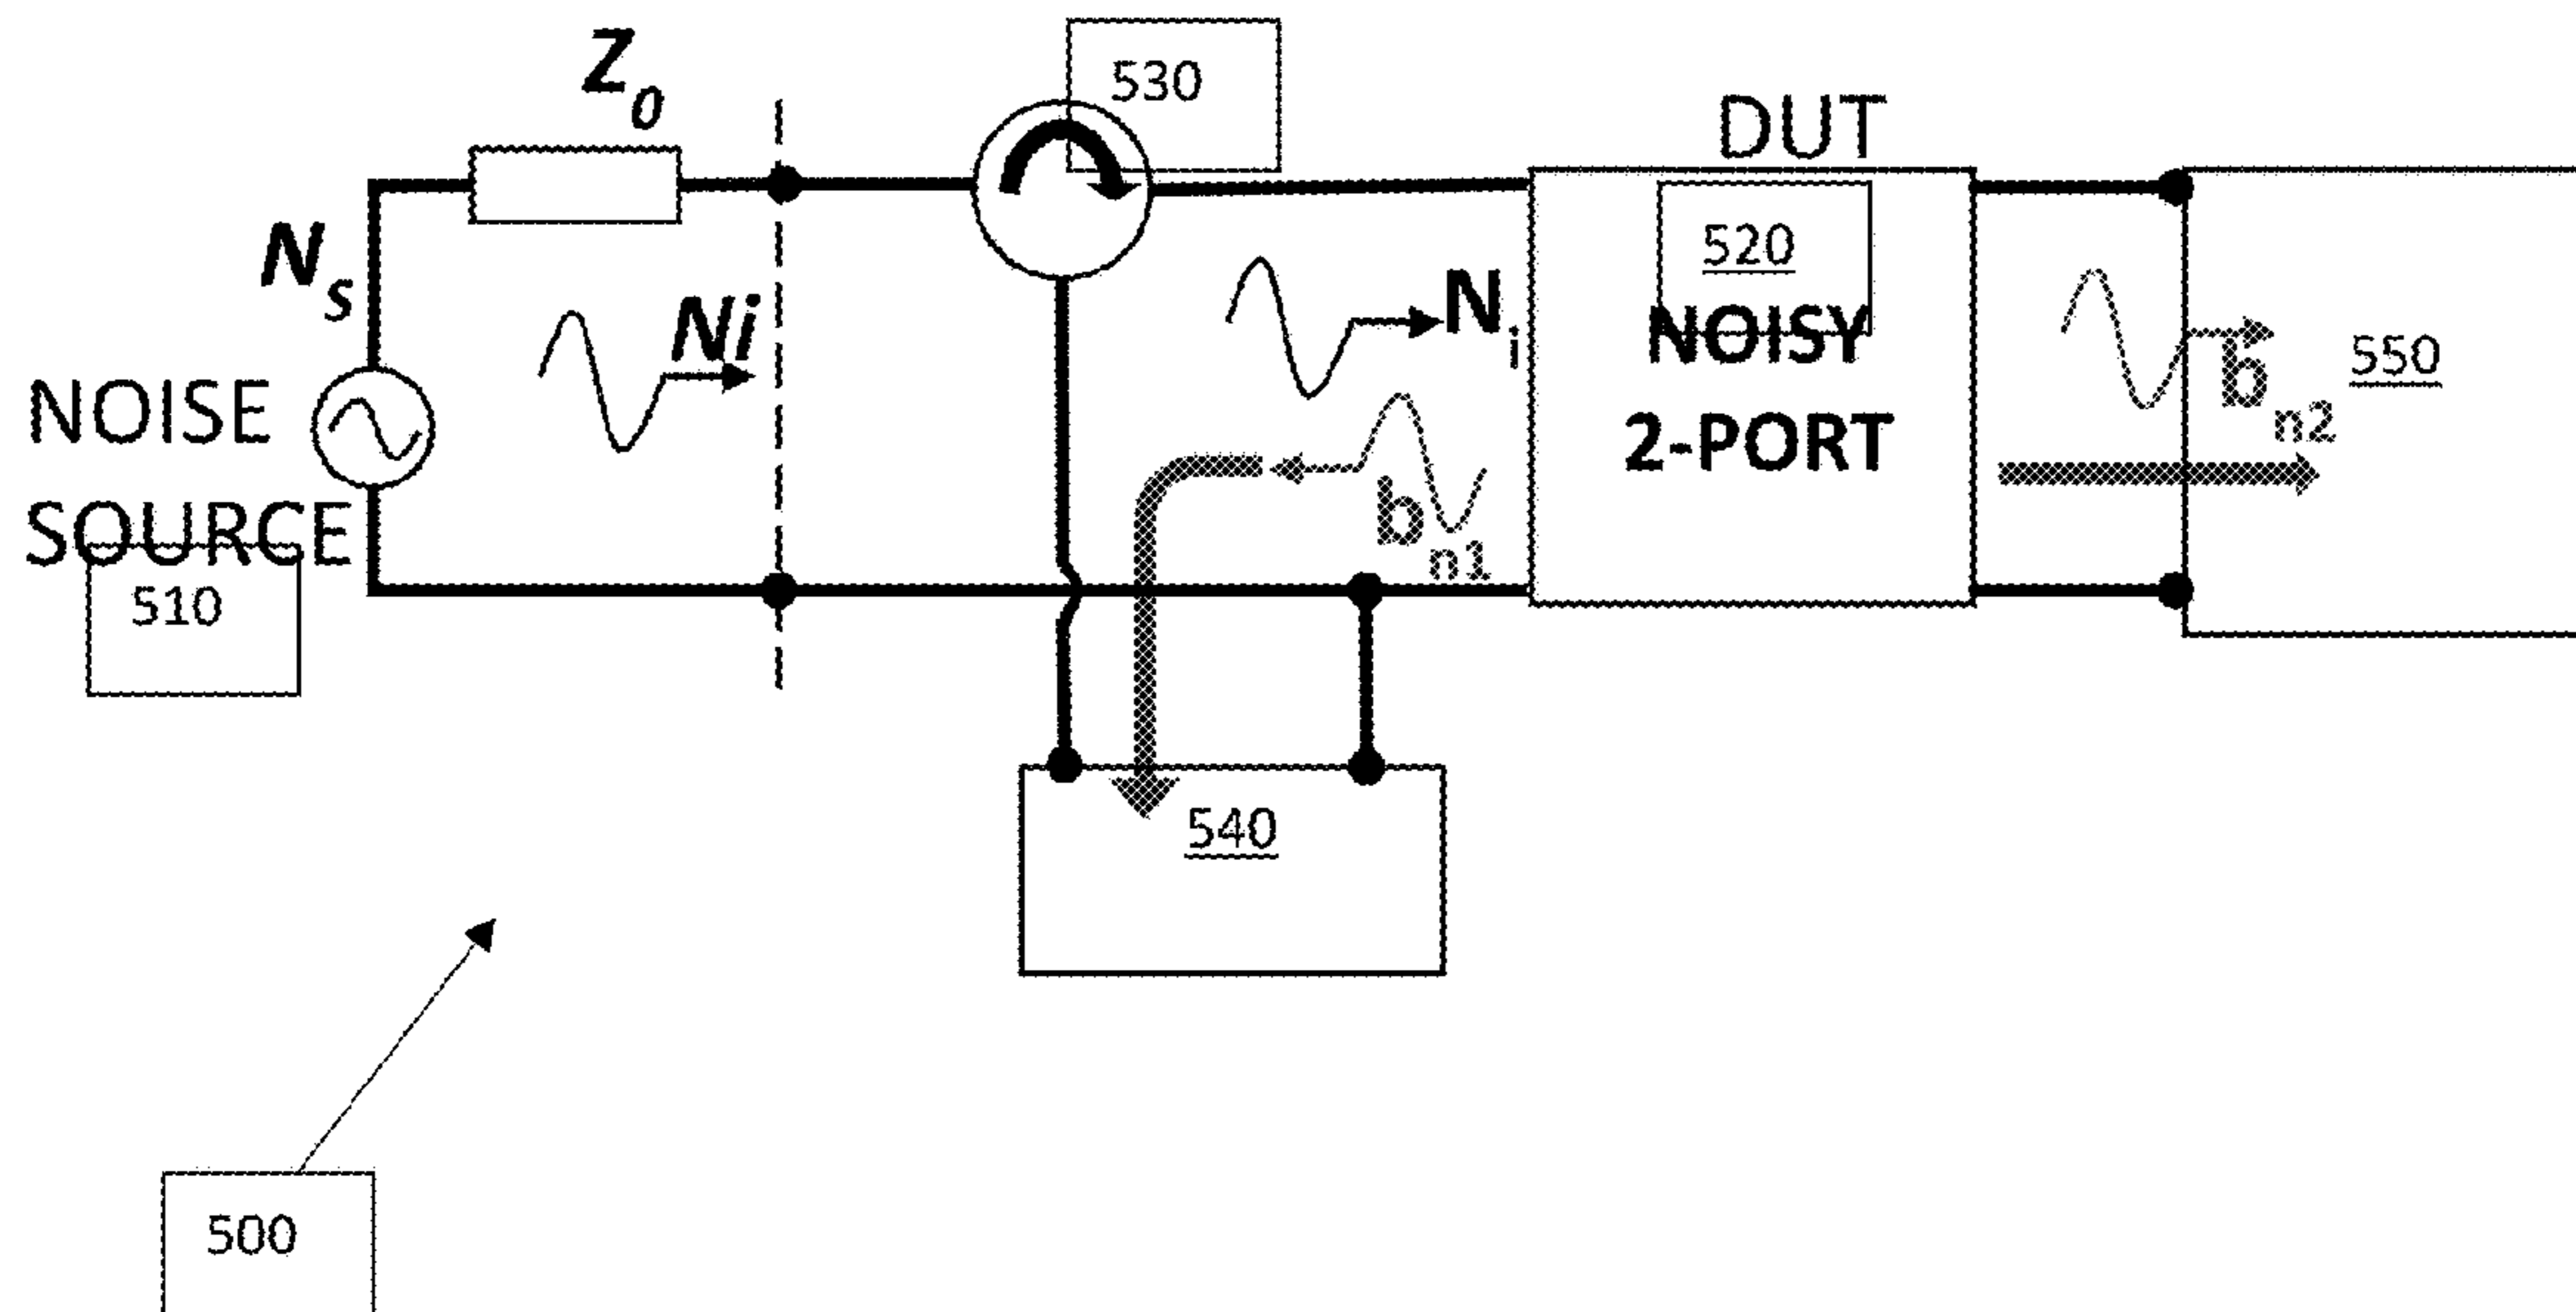 Z0
530
DUT
NS
520
Ni
Ni
NOISY
NOISE
bn2
550
2-PORT
SOURCE
bn1
510
540
500